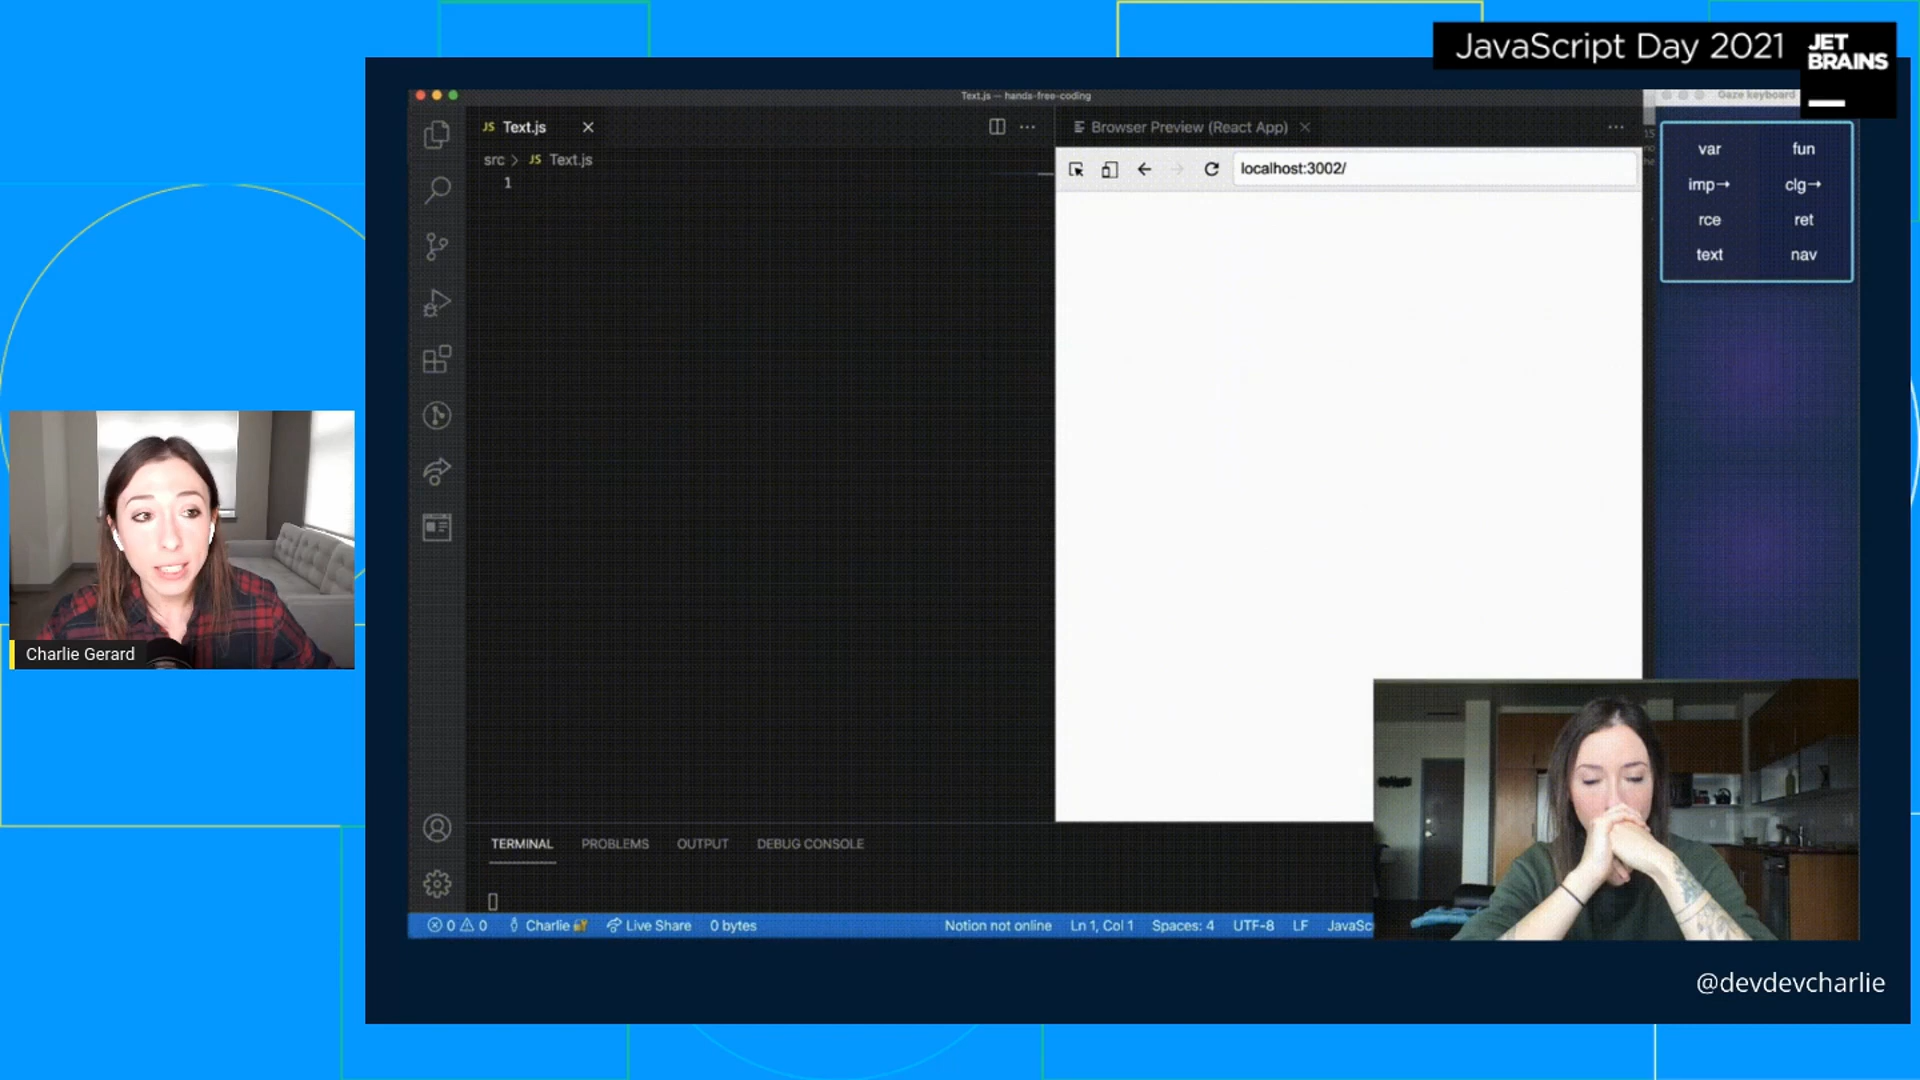 JavaScript Day 2021
JET
BRAINS
Text.js — hands-free-coding
Gaze keyboard
JS Text.js
Browser Preview (React App)
src > JS Text.js
localhost:3002/
1
var fun
imp→ clg→
rce ret
text nav
Charlie Gerard
TERMINAL PROBLEMS OUTPUT DEBUG CONSOLE
0 0 Charlie Live Share 0 bytes Notion not online Ln 1, Col 1 Spaces: 4 UTF-8 LF JavaSc
@devdevcharlie